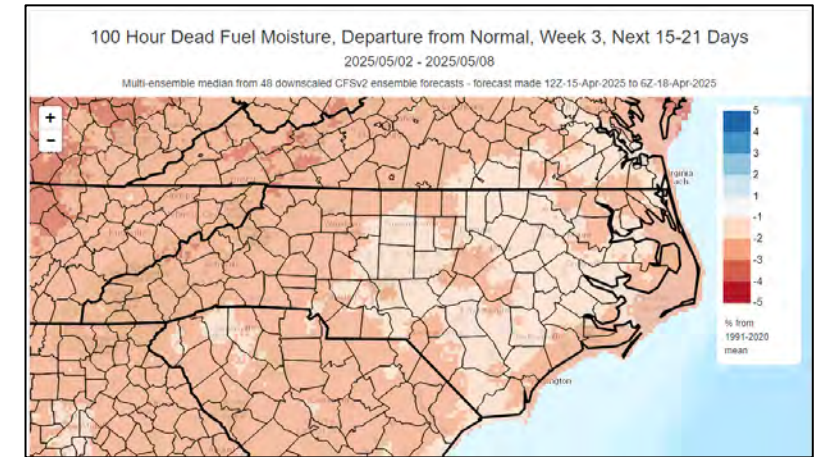 100 Hour Dead Fuel Moisture, Departure from Normal, Week 3, Next 15-21 Days
2025/05/02 - 2025/05/08
Multi-ensemble median from 48 downscaled CFSv2 ensemble forecasts - forecast made 12Z-15-Apr-2025 to 6Z-18-Apr-2025
+
-
5
4
3
2
1
-1
-2
-3
-4
-5
% from
1991-2020
mean